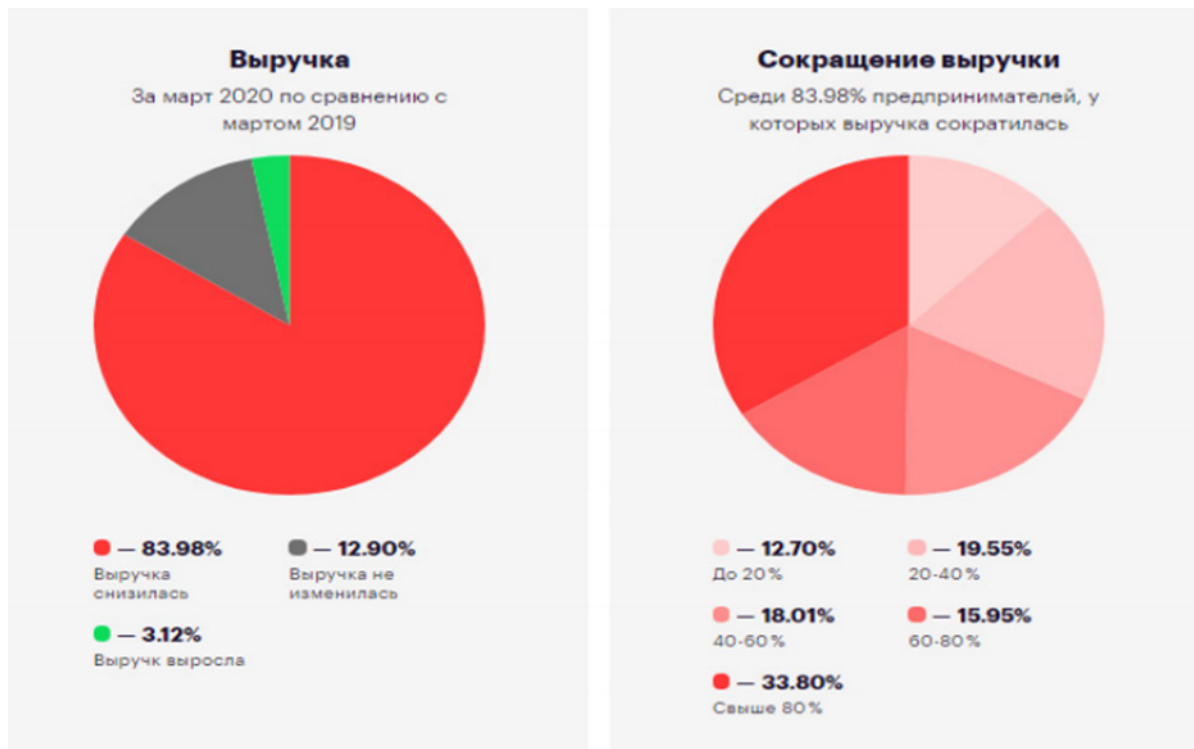 Выручка
За март 2020 по сравнению с
мартом 2019
— 83.98%
Выручка
снизилась
— 12.90%
Выручка не
изменилась
— 3.12%
Выручк выросла
Сокращение выручки
Среди 83.98% предпринимателей, у
которых выручка сократилась
— 12.70%
До 20%
— 19.55%
20-40%
— 18.01%
40-60%
— 15.95%
60-80%
— 33.80%
Свыше 80%